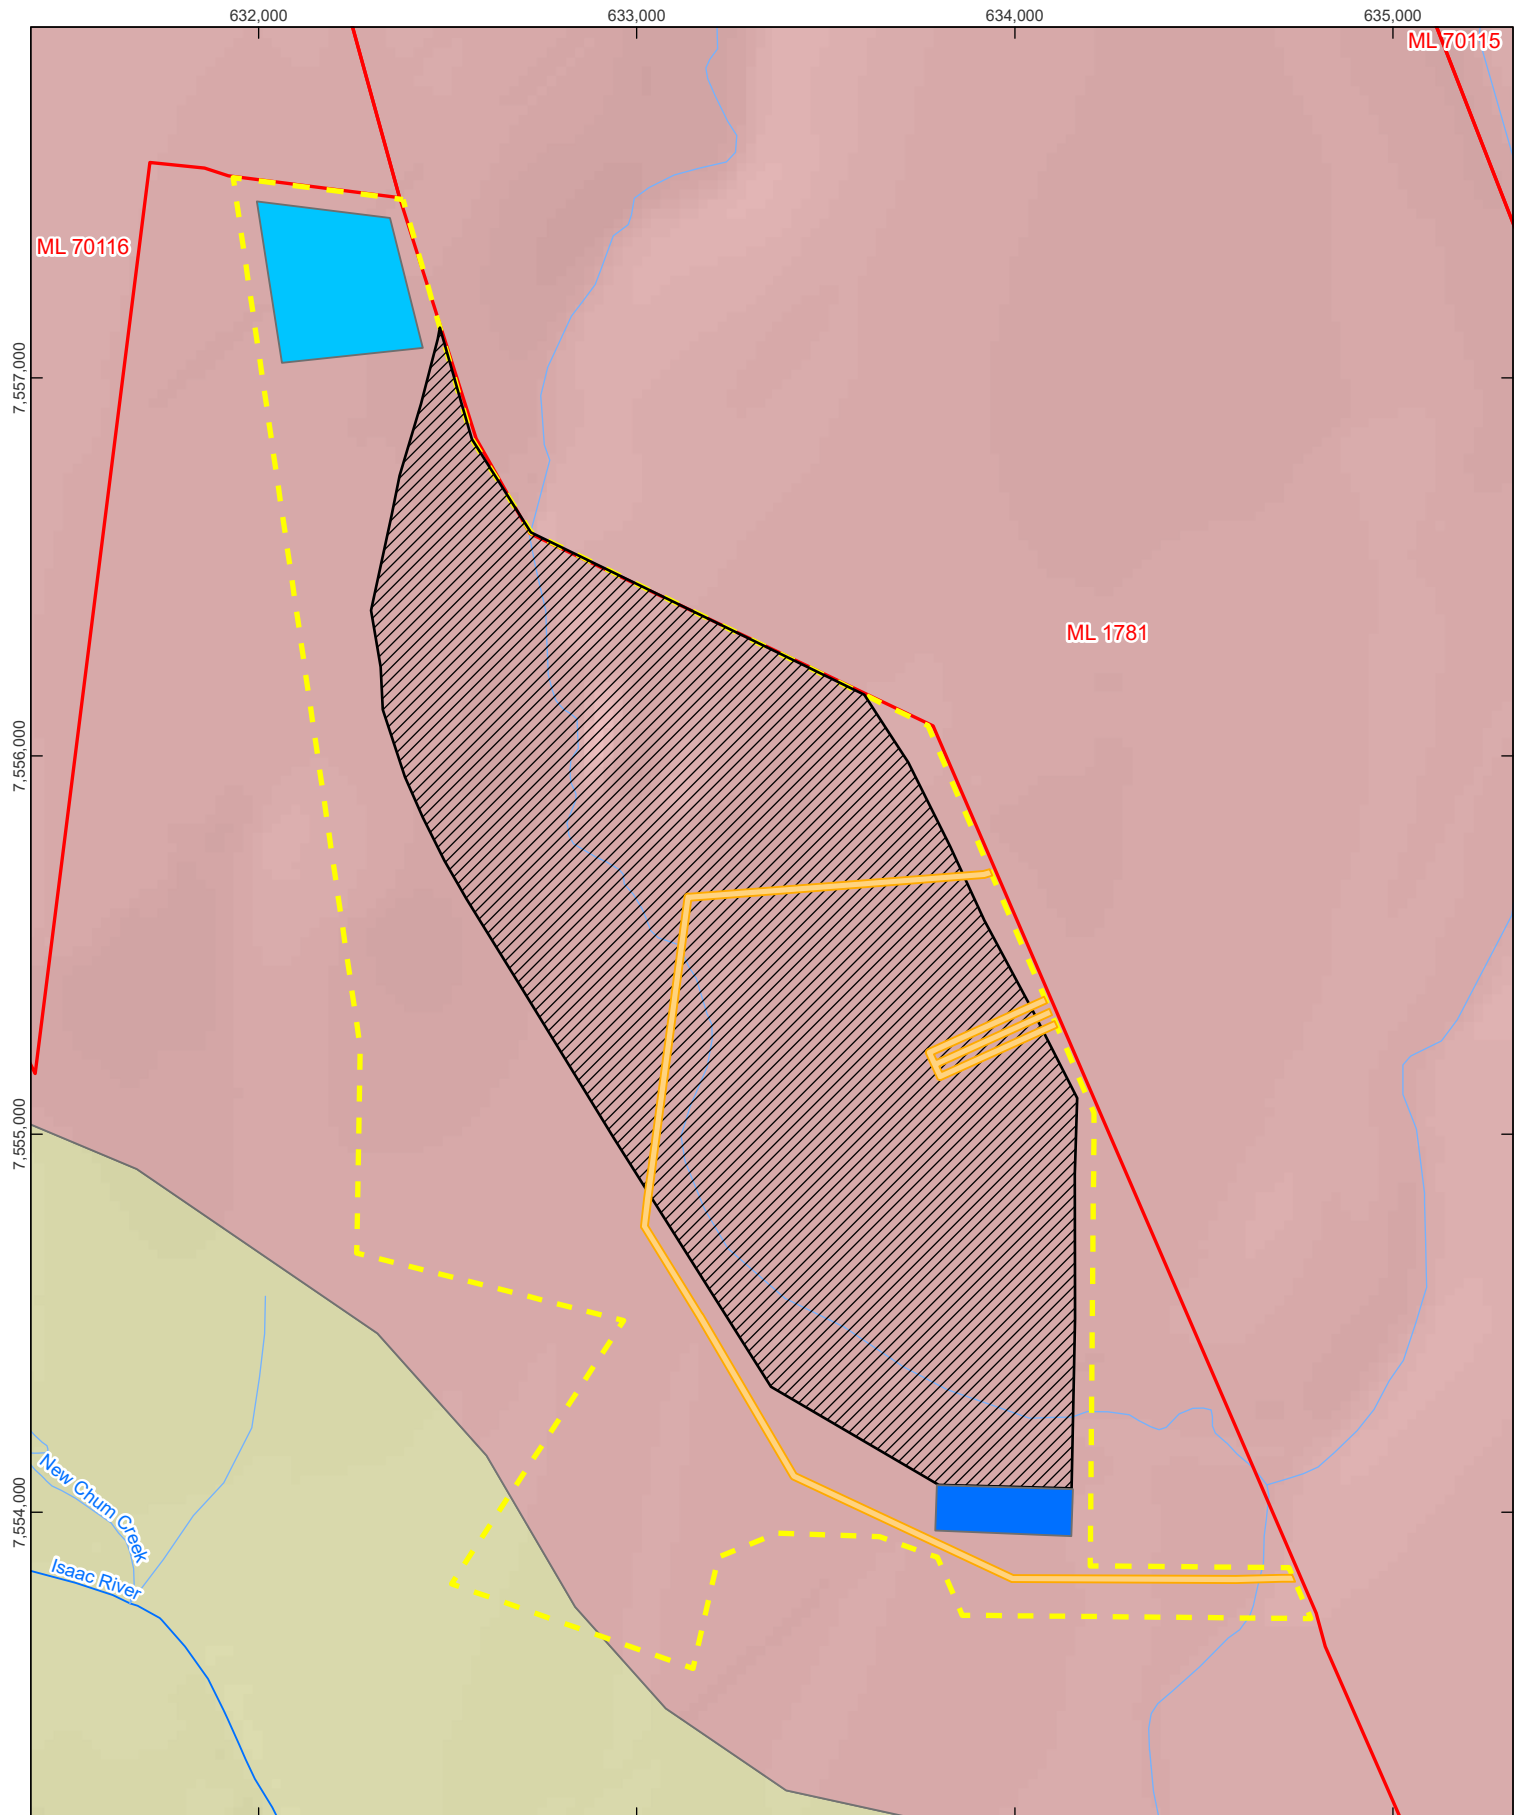 632,000
633,000
634,000
635,000
ML 70115
ML 70116
7,557,000
ML 1781
7,556,000
7,555,000
7,554,000
New Chum Creek
Isaac River